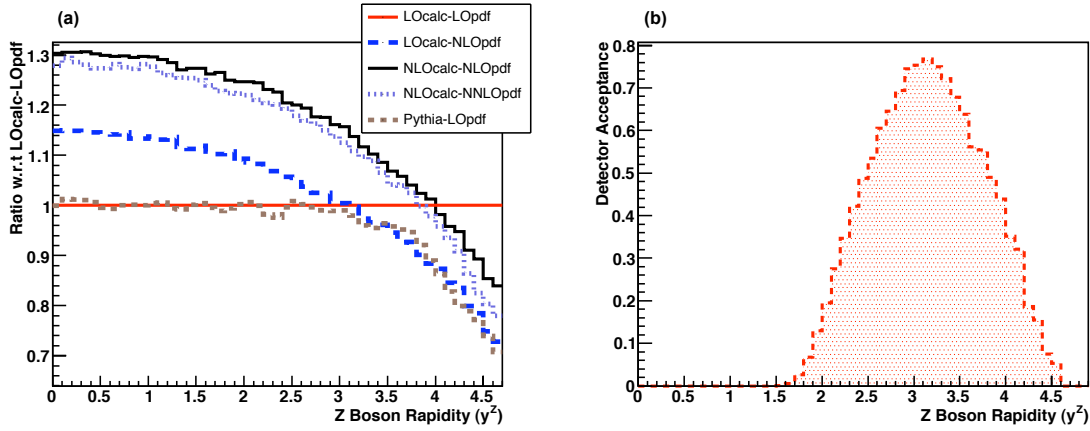 (a)
LOcalc-LOpdf
LOcalc-NLOpdf
NLOcalc-NLOpdf
NLOcalc-NNLOpdf
Pythia-LOpdf
Ratio w.r.t LOcalc-LOpdf
1.3
1.2
1.1
1
0.9
0.8
0.7
0 0.5 1 1.5 2 2.5 3 3.5 4 4.5
Z Boson Rapidity (y^Z)
(b)
Detector Acceptance
0.8
0.7
0.6
0.5
0.4
0.3
0.2
0.1
0
0 0.5 1 1.5 2 2.5 3 3.5 4 4.5
Z Boson Rapidity (y^Z)